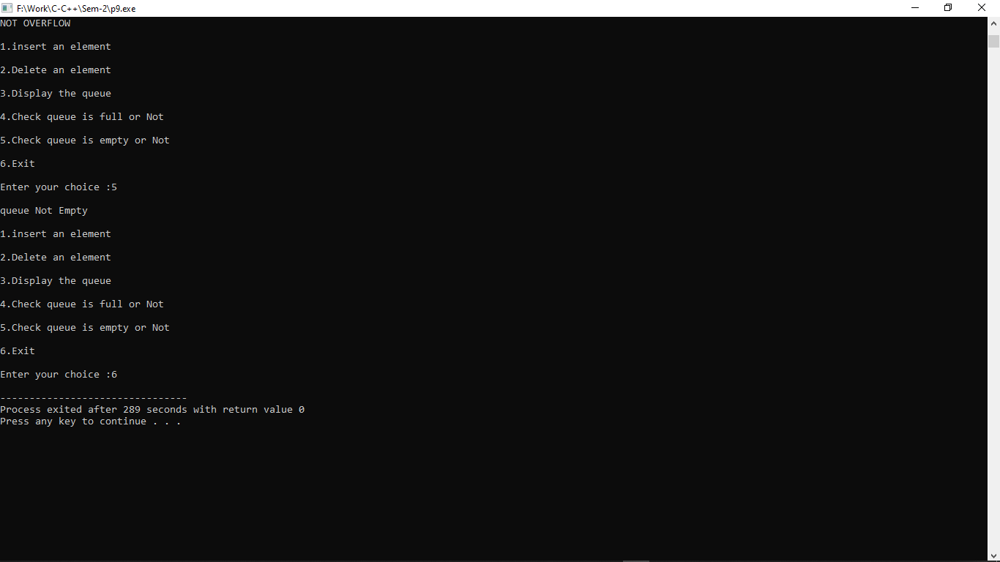 F:\Work\C-C++\Sem-2\p9.exe
NOT OVERFLOW
1.insert an element
2.Delete an element
3.Display the queue
4.Check queue is full or Not
5.Check queue is empty or Not
6.Exit
Enter your choice :5
queue Not Empty
1.insert an element
2.Delete an element
3.Display the queue
4.Check queue is full or Not
5.Check queue is empty or Not
6.Exit
Enter your choice :6
--------------------------------
Process exited after 289 seconds with return value 0
Press any key to continue . . .